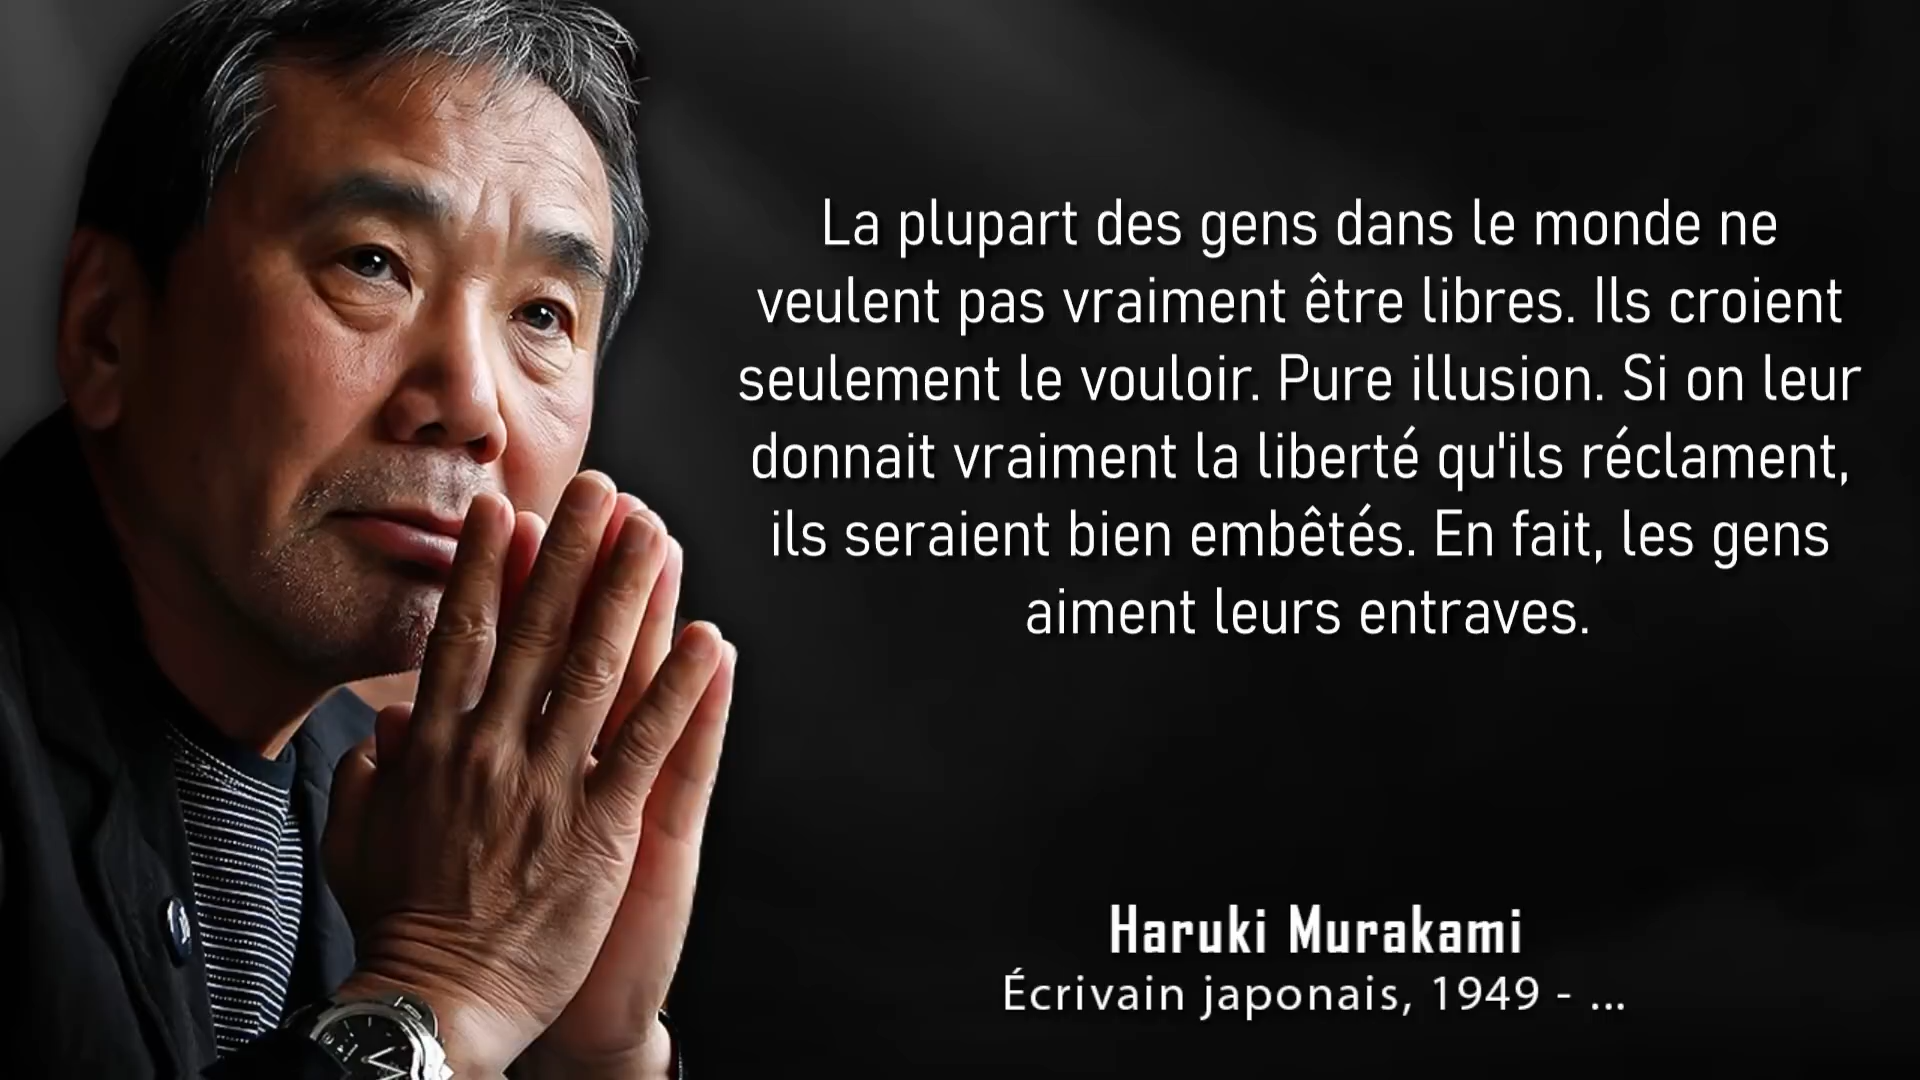 La plupart des gens dans le monde ne
veulent pas vraiment être libres. Ils croient
seulement le vouloir. Pure illusion. Si on leur
donnait vraiment la liberté qu'ils réclament,
ils seraient bien embêtés. En fait, les gens
aiment leurs entraves.
Haruki Murakami
Écrivain japonais, 1949 - ...